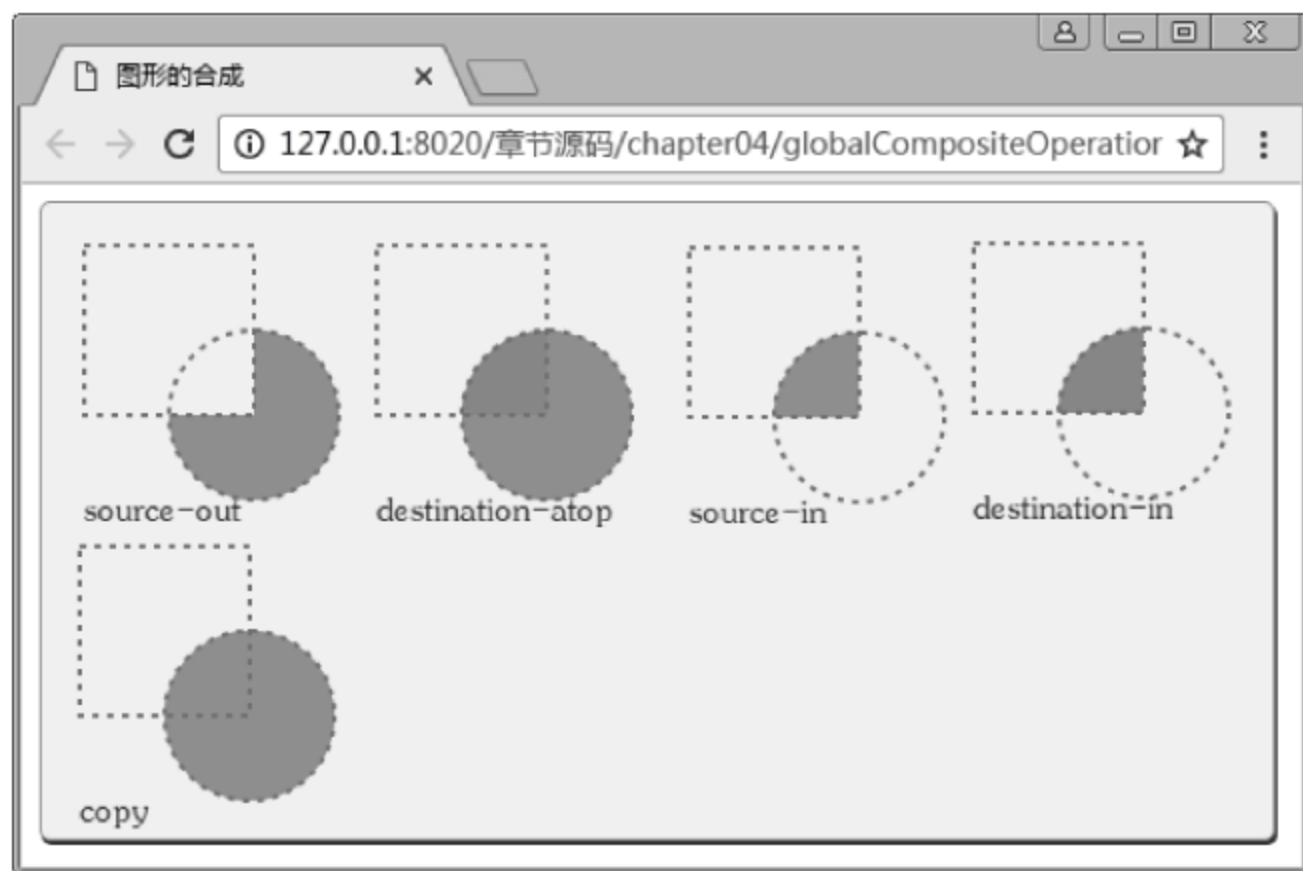 图形的合成
127.0.0.1:8020/章节源码/chapter04/globalCompositeOperation
source-out
destination-atop
source-in
destination-in
copy